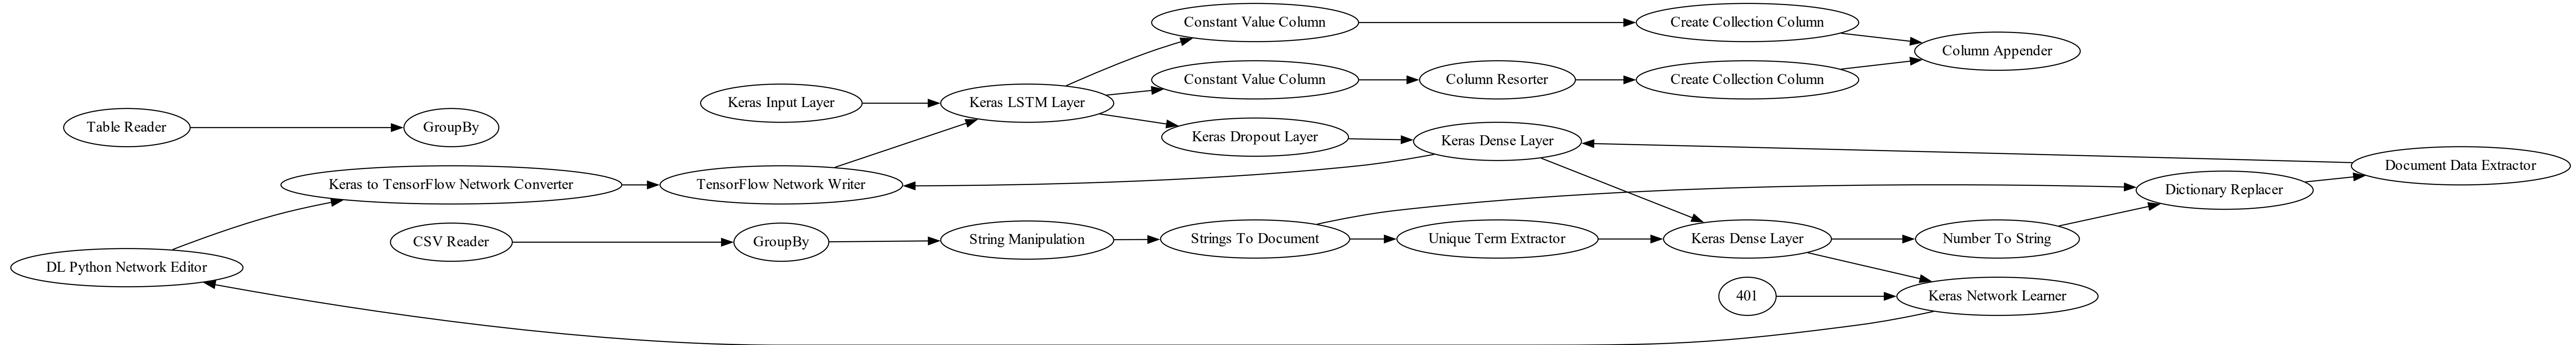 Constant Value Column
Create Collection Column
Column Appender
Constant Value Column
Column Resorter
Create Collection Column
Keras Input Layer
Keras LSTM Layer
Table Reader
GroupBy
Keras Dropout Layer
Keras Dense Layer
Document Data Extractor
Keras to TensorFlow Network Converter
TensorFlow Network Writer
Dictionary Replacer
CSV Reader
GroupBy
String Manipulation
Strings To Document
Unique Term Extractor
Keras Dense Layer
Number To String
DL Python Network Editor
401
Keras Network Learner